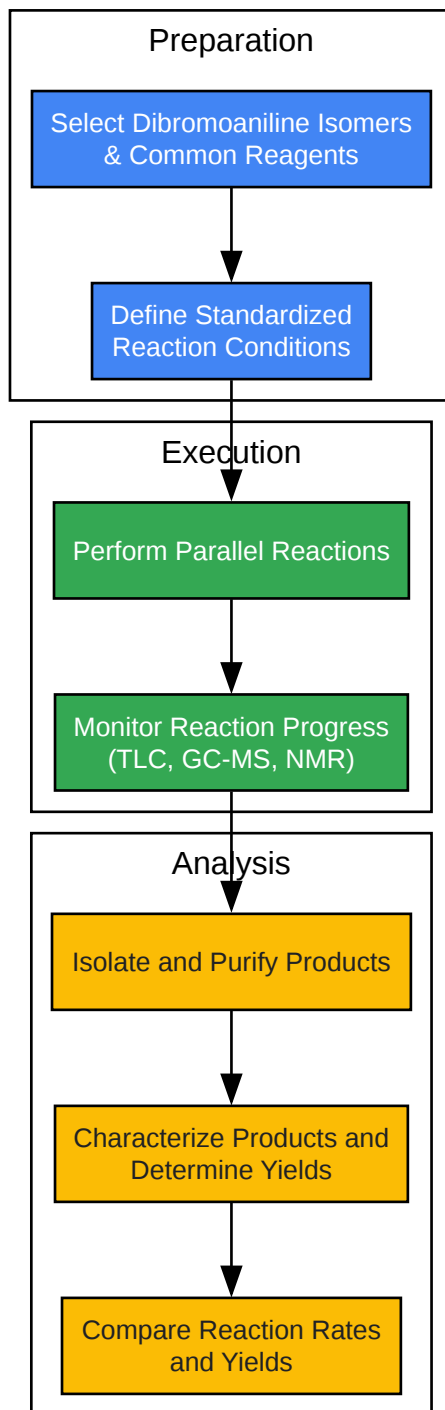 Preparation
Select Dibromoaniline Isomers
& Common Reagents
Define Standardized
Reaction Conditions
Execution
Perform Parallel Reactions
Monitor Reaction Progress
(TLC, GC-MS, NMR)
Analysis
Isolate and Purify Products
Characterize Products and
Determine Yields
Compare Reaction Rates
and Yields